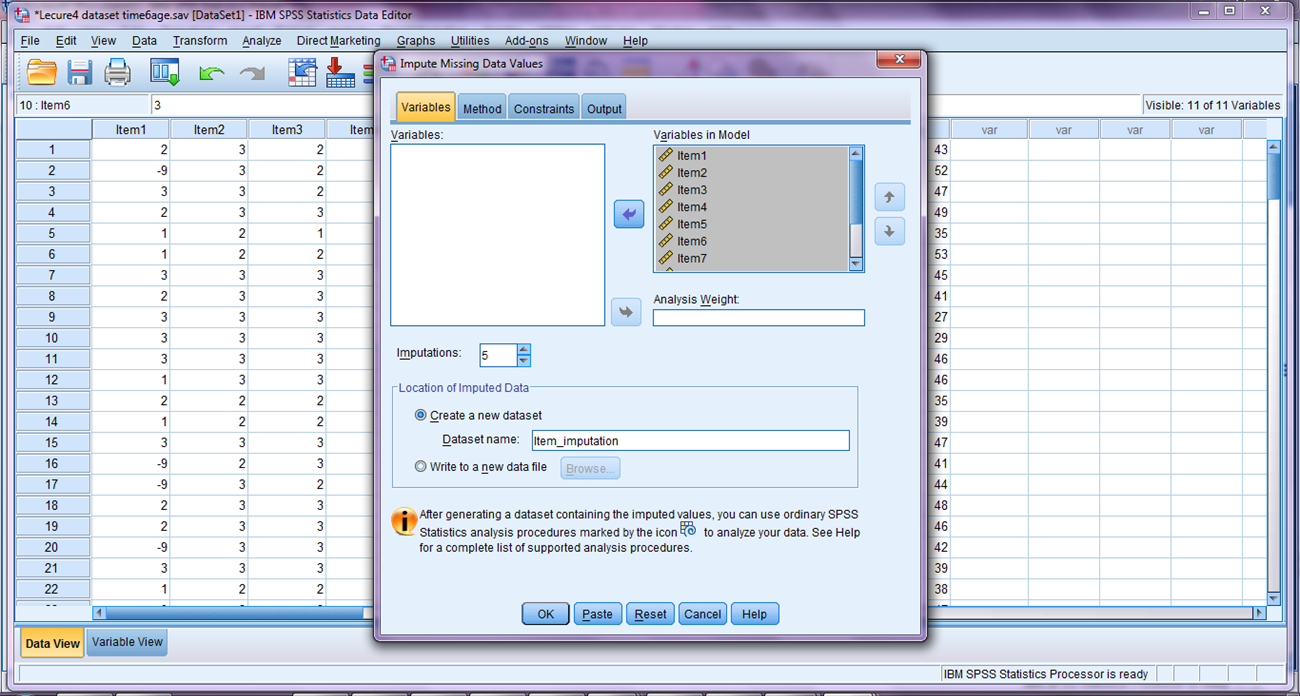 *Lecure4 dataset time6age.sav [DataSet1] - IBM SPSS Statistics Data Editor
File Edit View Data Transform Analyze Direct Marketing Graphs Utilities Add-ons Window Help
10 : Item6 3 Visible: 11 of 11 Variables
Item1 Item2 Item3 Item var var var var
1 2 3 2 43
2 -9 3 2 52
3 3 3 2 47
4 2 3 3 49
5 1 2 1 35
6 1 2 2 53
7 3 3 3 45
8 2 3 3 41
9 3 3 3 27
10 3 3 3 29
11 3 3 3 46
12 1 3 3 46
13 2 2 2 35
14 1 2 2 39
15 3 3 3 47
16 -9 2 3 41
17 -9 3 2 44
18 2 3 3 48
19 2 3 2 46
20 -9 3 3 42
21 3 3 3 39
22 1 2 2 38
Data View Variable View
IBM SPSS Statistics Processor is ready
Impute Missing Data Values
Variables Method Constraints Output
Variables:
Variables in Model
Item1
Item2
Item3
Item4
Item5
Item6
Item7
Analysis Weight:
Imputations: 5
Location of Imputed Data
Create a new dataset
Dataset name: Item_imputation
Write to a new data file Browse...
After generating a dataset containing the imputed values, you can use ordinary SPSS
Statistics analysis procedures marked by the icon to analyze your data. See Help
for a complete list of supported analysis procedures.
OK Paste Reset Cancel Help